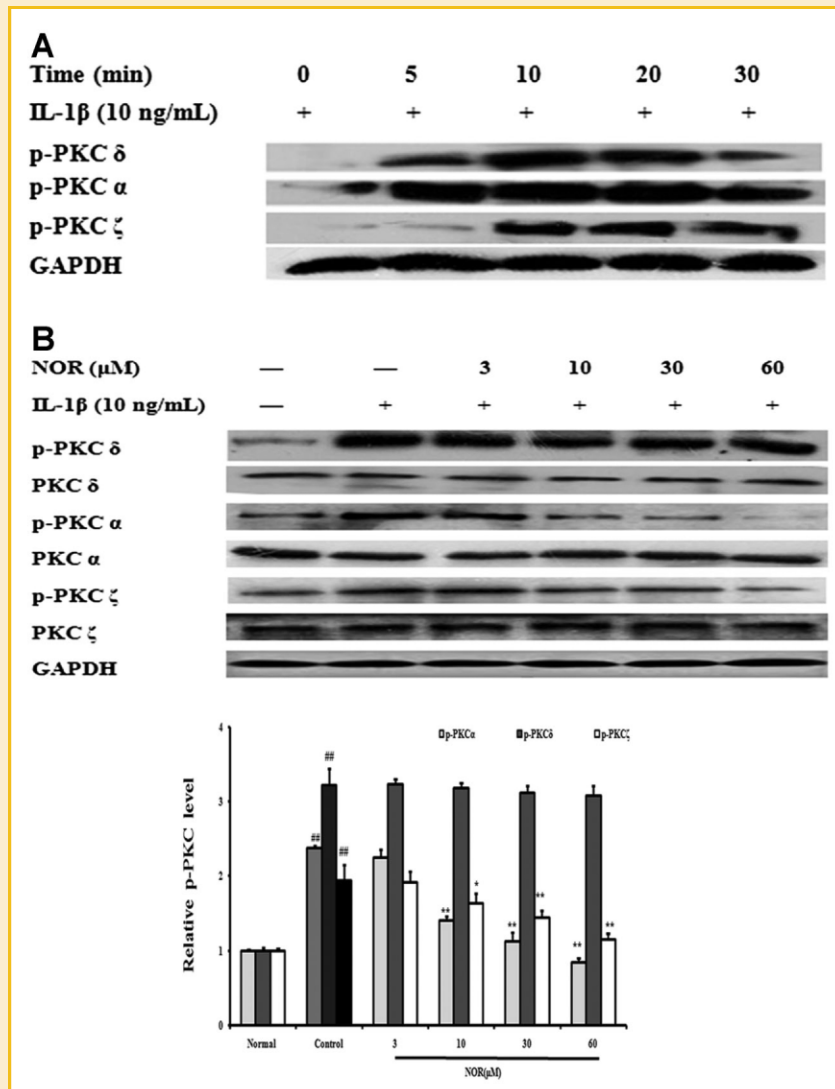 A
Time (min) 0 5 10 20 30
IL-1β (10 ng/mL) + + + + +
p-PKC δ
p-PKC α
p-PKC ζ
GAPDH
B
NOR (μM) — — 3 10 30 60
IL-1β (10 ng/mL) — + + + + +
p-PKC δ
PKC δ
p-PKC α
PKC α
p-PKC ζ
PKC ζ
GAPDH
Relative p-PKC level
4
3
2
1
0
p-PKCα p-PKCδ p-PKCζ
## ## ##
** *
** **
** **
Normal Control 3 10 30 60
NOR(μM)